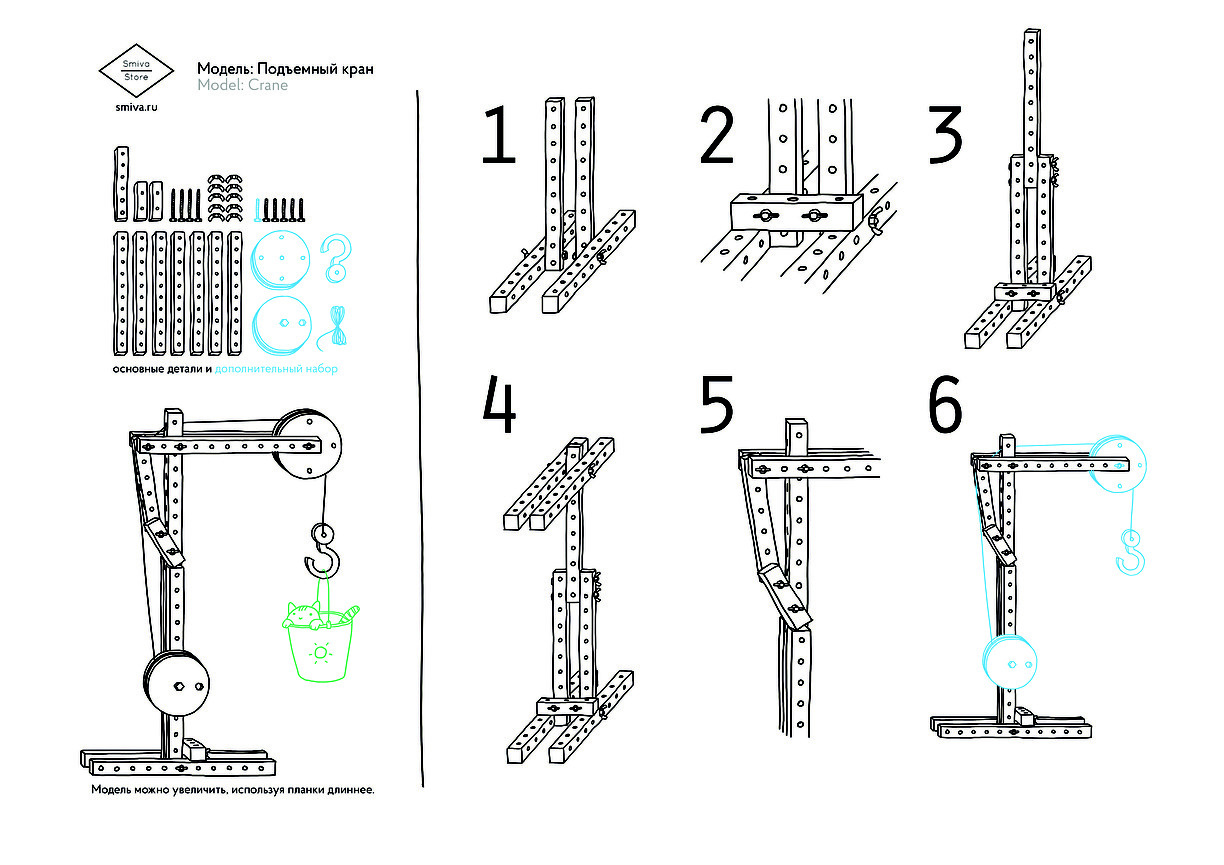 Smiva
Store
smiva.ru
Модель: Подъемный кран
Model: Crane
основные детали и дополнительный набор
Модель можно увеличить, используя планки длиннее.
1
2
3
4
5
6